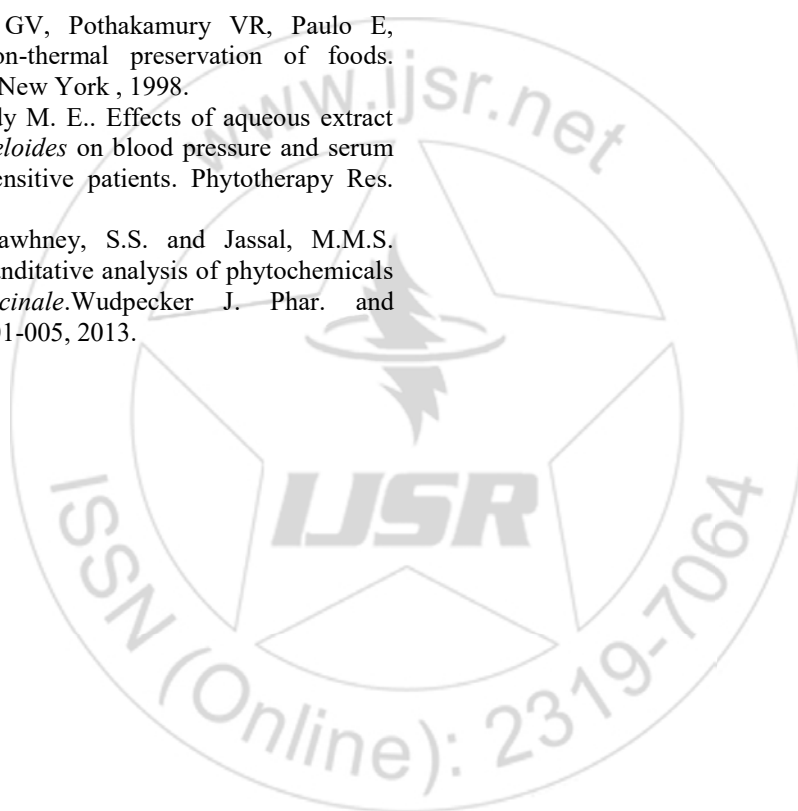 GV, Pothakamury VR, Paulo E,
on-thermal preservation of foods.
New York , 1998.
dy M. E.. Effects of aqueous extract
eloides on blood pressure and serum
ensitive patients. Phytotherapy Res.
awhney, S.S. and Jassal, M.M.S.
anditative analysis of phytochemicals
cinale.Wudpecker J. Phar. and
01-005, 2013.
www.ijsr.net
IJSR
ISSN (Online): 2319-7064